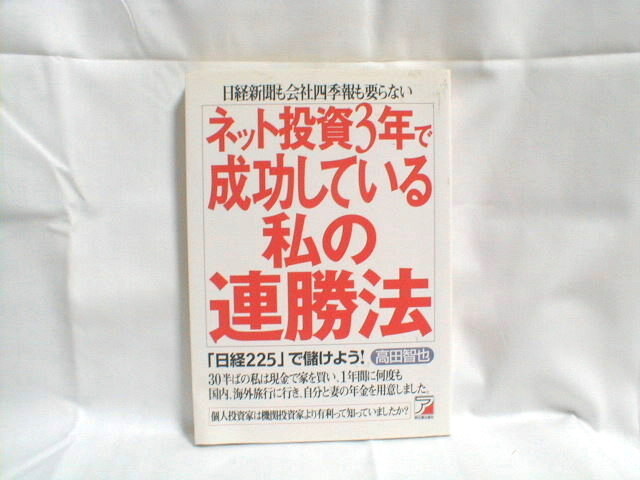 日経新聞も会社四季報も要らない
ネット投資3年で
成功している
私の
連勝法
「日経225」で儲けよう! 高田智也
30半ばの私は現金で家を買い、1年間に何度も
国内、海外旅行に行き、自分と妻の年金を用意しました。
個人投資家は機関投資家より有利って知っていましたか?
ア